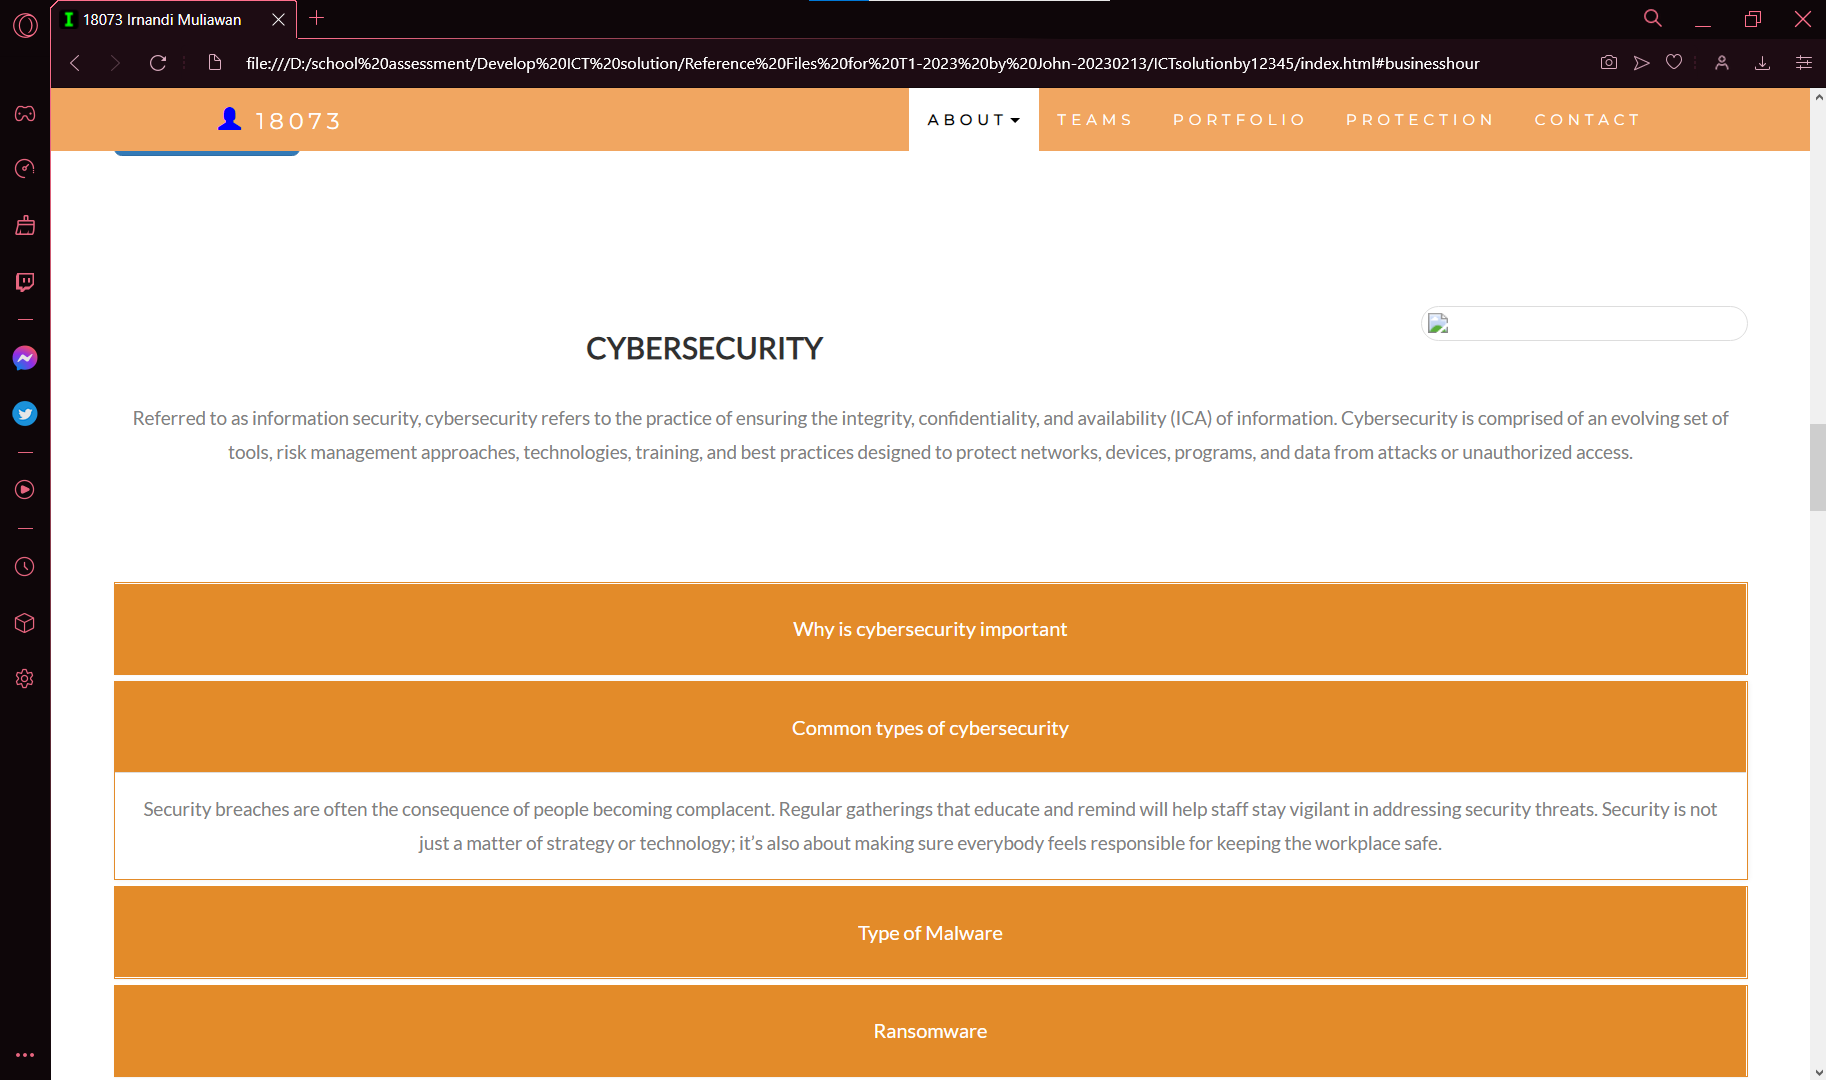 18073 Irnandi Muliawan
file:///D:/school%20assessment/Develop%20ICT%20solution/Reference%20Files%20for%20T1-2023%20by%20John-20230213/ICTsolutionby12345/index.html#businesshour
18073
ABOUT
TEAMS
PORTFOLIO
PROTECTION
CONTACT
CYBERSECURITY
Referred to as information security, cybersecurity refers to the practice of ensuring the integrity, confidentiality, and availability (ICA) of information. Cybersecurity is comprised of an evolving set of
tools, risk management approaches, technologies, training, and best practices designed to protect networks, devices, programs, and data from attacks or unauthorized access.
Why is cybersecurity important
Common types of cybersecurity
Security breaches are often the consequence of people becoming complacent. Regular gatherings that educate and remind will help staff stay vigilant in addressing security threats. Security is not
just a matter of strategy or technology; it’s also about making sure everybody feels responsible for keeping the workplace safe.
Type of Malware
Ransomware